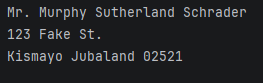 Mr. Murphy Sutherland Schrader
123 Fake St.
Kismayo Jubaland 02521